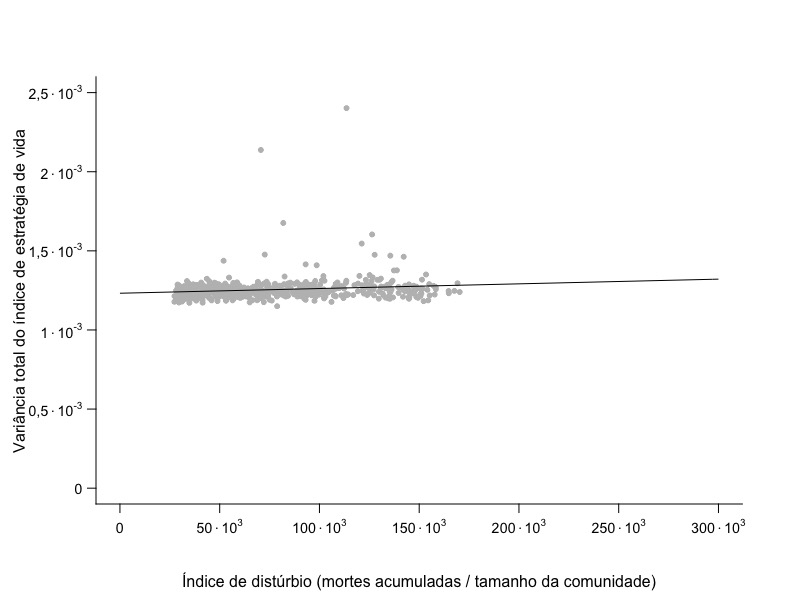 Variância total do índice de estratégia de vida
2,5·10⁻³
2·10⁻³
1,5·10⁻³
1·10⁻³
0,5·10⁻³
0
0 50·10³ 100·10³ 150·10³ 200·10³ 250·10³ 300·10³
Índice de distúrbio (mortes acumuladas / tamanho da comunidade)